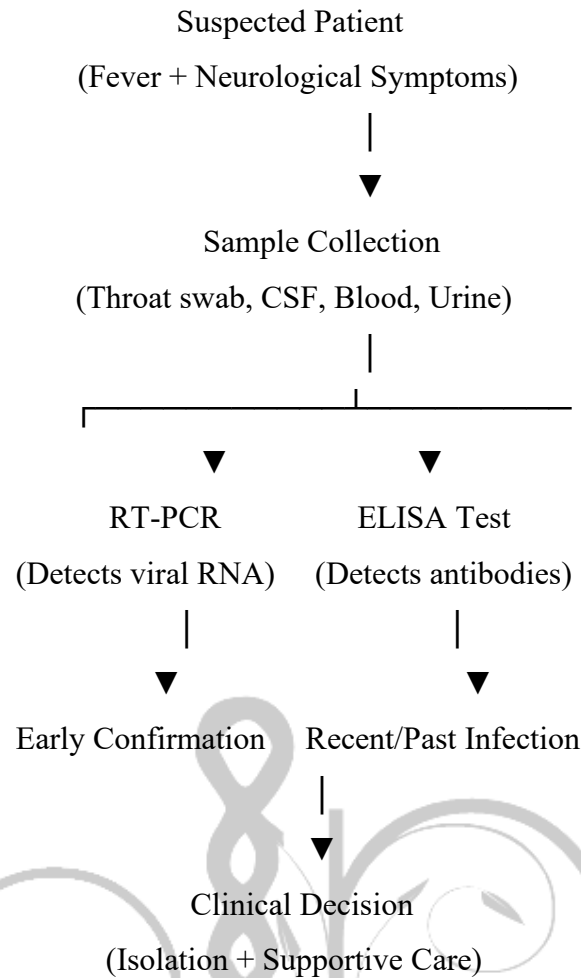 Suspected Patient
(Fever + Neurological Symptoms)
Sample Collection
(Throat swab, CSF, Blood, Urine)
RT-PCR ELISA Test
(Detects viral RNA) (Detects antibodies)
Early Confirmation Recent/Past Infection
Clinical Decision
(Isolation + Supportive Care)